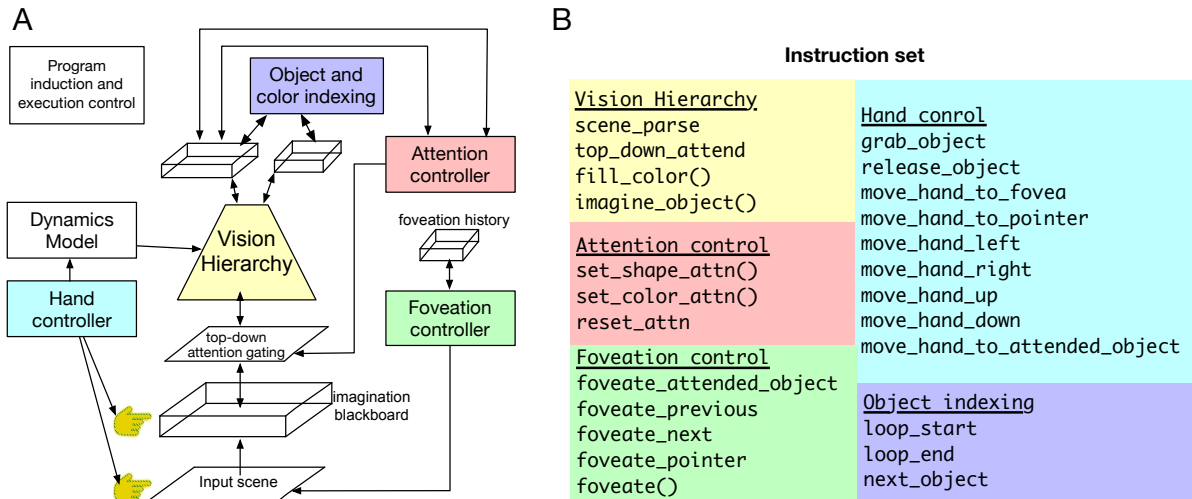 A
Program
induction and
execution control
Object and
color indexing
Attention
controller
foveation history
Dynamics
Model
Vision
Hierarchy
Hand
controller
Foveation
controller
top-down
attention gating
imagination
blackboard
Input scene
B
Instruction set
Vision Hierarchy
scene_parse
top_down_attend
fill_color()
imagine_object()
Attention control
set_shape_attn()
set_color_attn()
reset_attn
Foveation control
foveate_attended_object
foveate_previous
foveate_next
foveate_pointer
foveate()
Hand conrol
grab_object
release_object
move_hand_to_fovea
move_hand_to_pointer
move_hand_left
move_hand_right
move_hand_up
move_hand_down
move_hand_to_attended_object
Object indexing
loop_start
loop_end
next_object